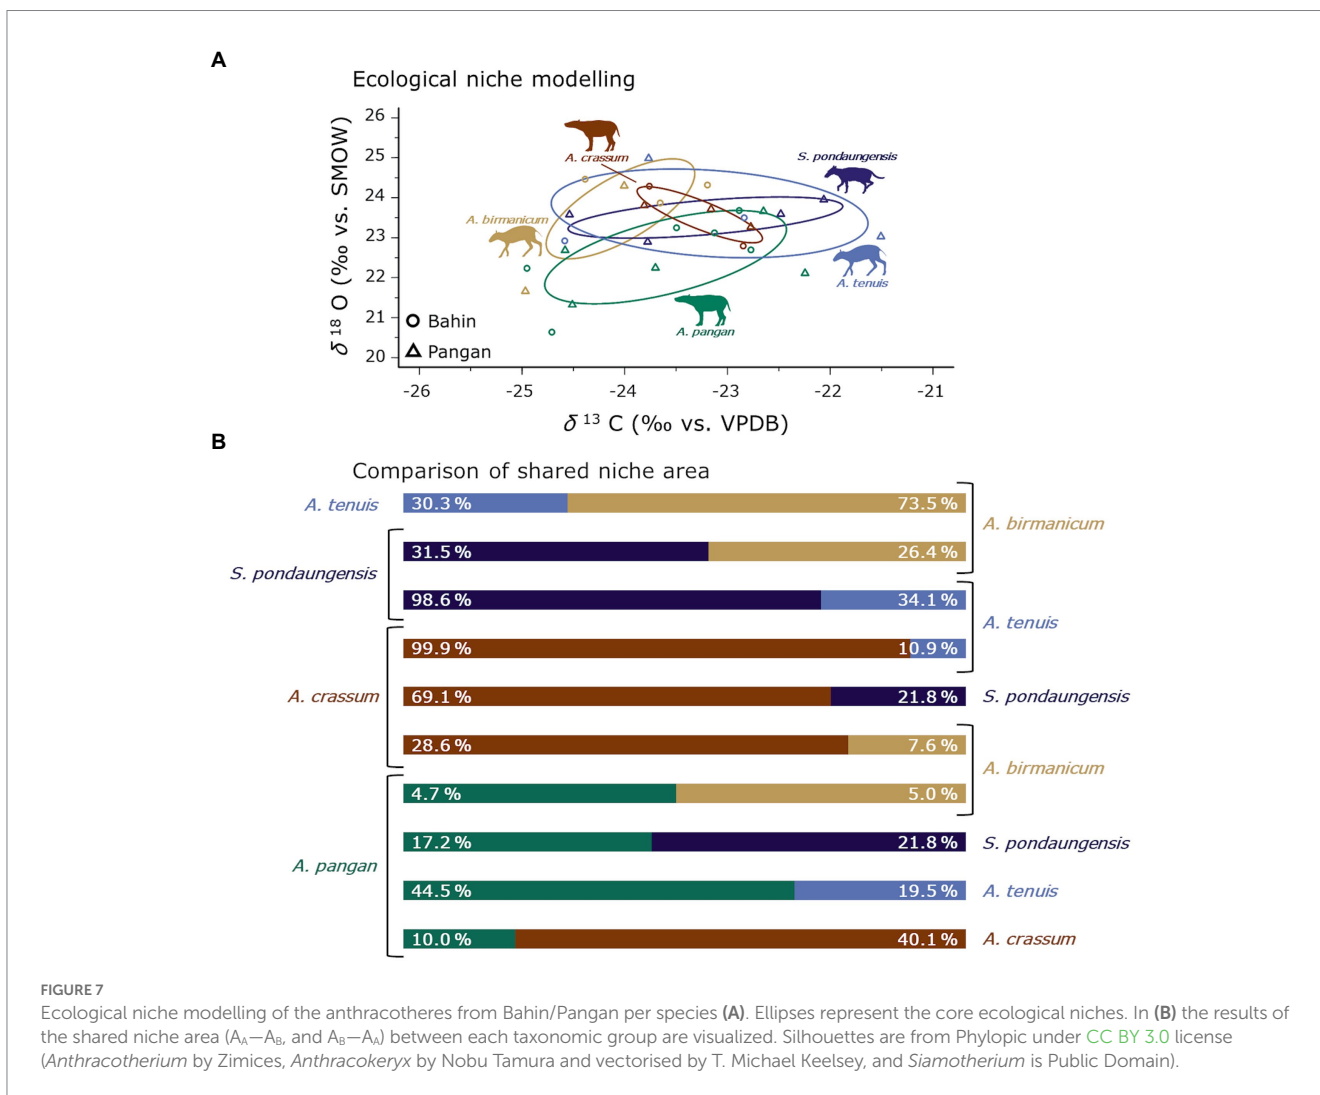 A
Ecological niche modelling
δ 18 O (‰ vs. SMOW)
26
25
24
23
22
21
20
A. crassum
S. pondaungensis
A. birmanicum
A. tenuis
A. pangan
Bahin
Pangan
-26 -25 -24 -23 -22 -21
δ 13 C (‰ vs. VPDB)
B
Comparison of shared niche area
A. tenuis 30.3 % 73.5 %
A. birmanicum
31.5 % 26.4 %
S. pondaungensis
98.6 % 34.1 %
A. tenuis
99.9 % 10.9 %
A. crassum 69.1 % 21.8 % S. pondaungensis
28.6 % 7.6 %
A. birmanicum
4.7 % 5.0 %
17.2 % 21.8 % S. pondaungensis
A. pangan
44.5 % 19.5 % A. tenuis
10.0 % 40.1 % A. crassum
FIGURE 7
Ecological niche modelling of the anthracotheres from Bahin/Pangan per species (A). Ellipses represent the core ecological niches. In (B) the results of
the shared niche area (AA—AB, and AB—AA) between each taxonomic group are visualized. Silhouettes are from Phylopic under CC BY 3.0 license
(Anthracotherium by Zimices, Anthracokeryx by Nobu Tamura and vectorised by T. Michael Keelsey, and Siamotherium is Public Domain).